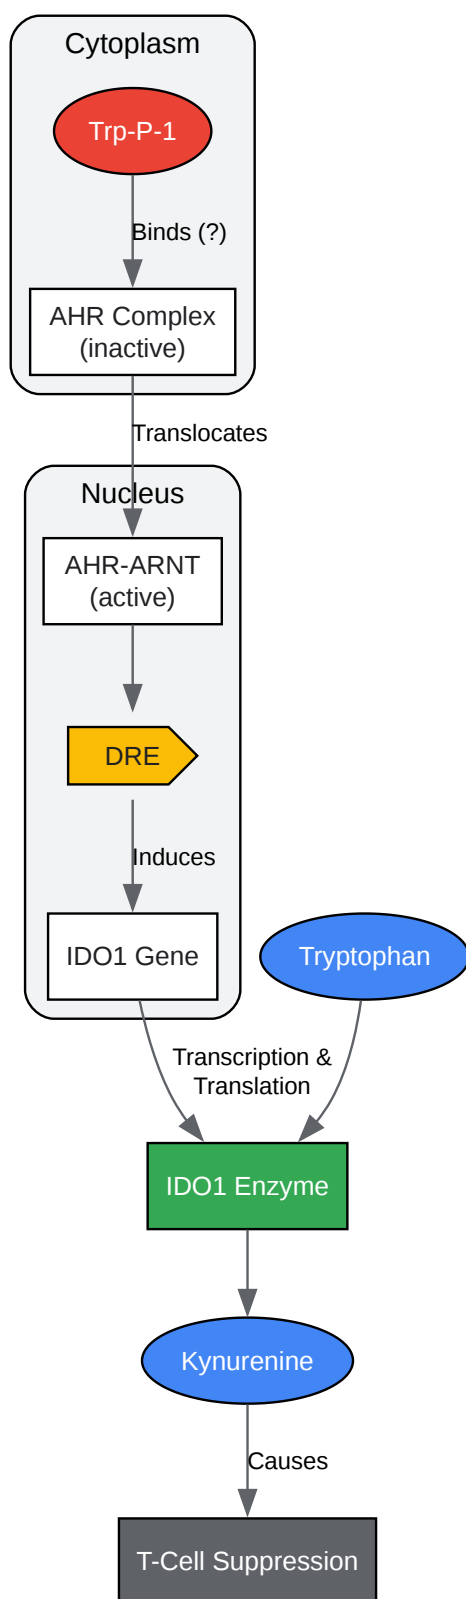 Cytoplasm
Trp-P-1
Binds (?)
AHR Complex
(inactive)
Translocates
Nucleus
AHR-ARNT
(active)
DRE
Induces
IDO1 Gene
Tryptophan
Transcription &
Translation
IDO1 Enzyme
Kynurenine
Causes
T-Cell Suppression